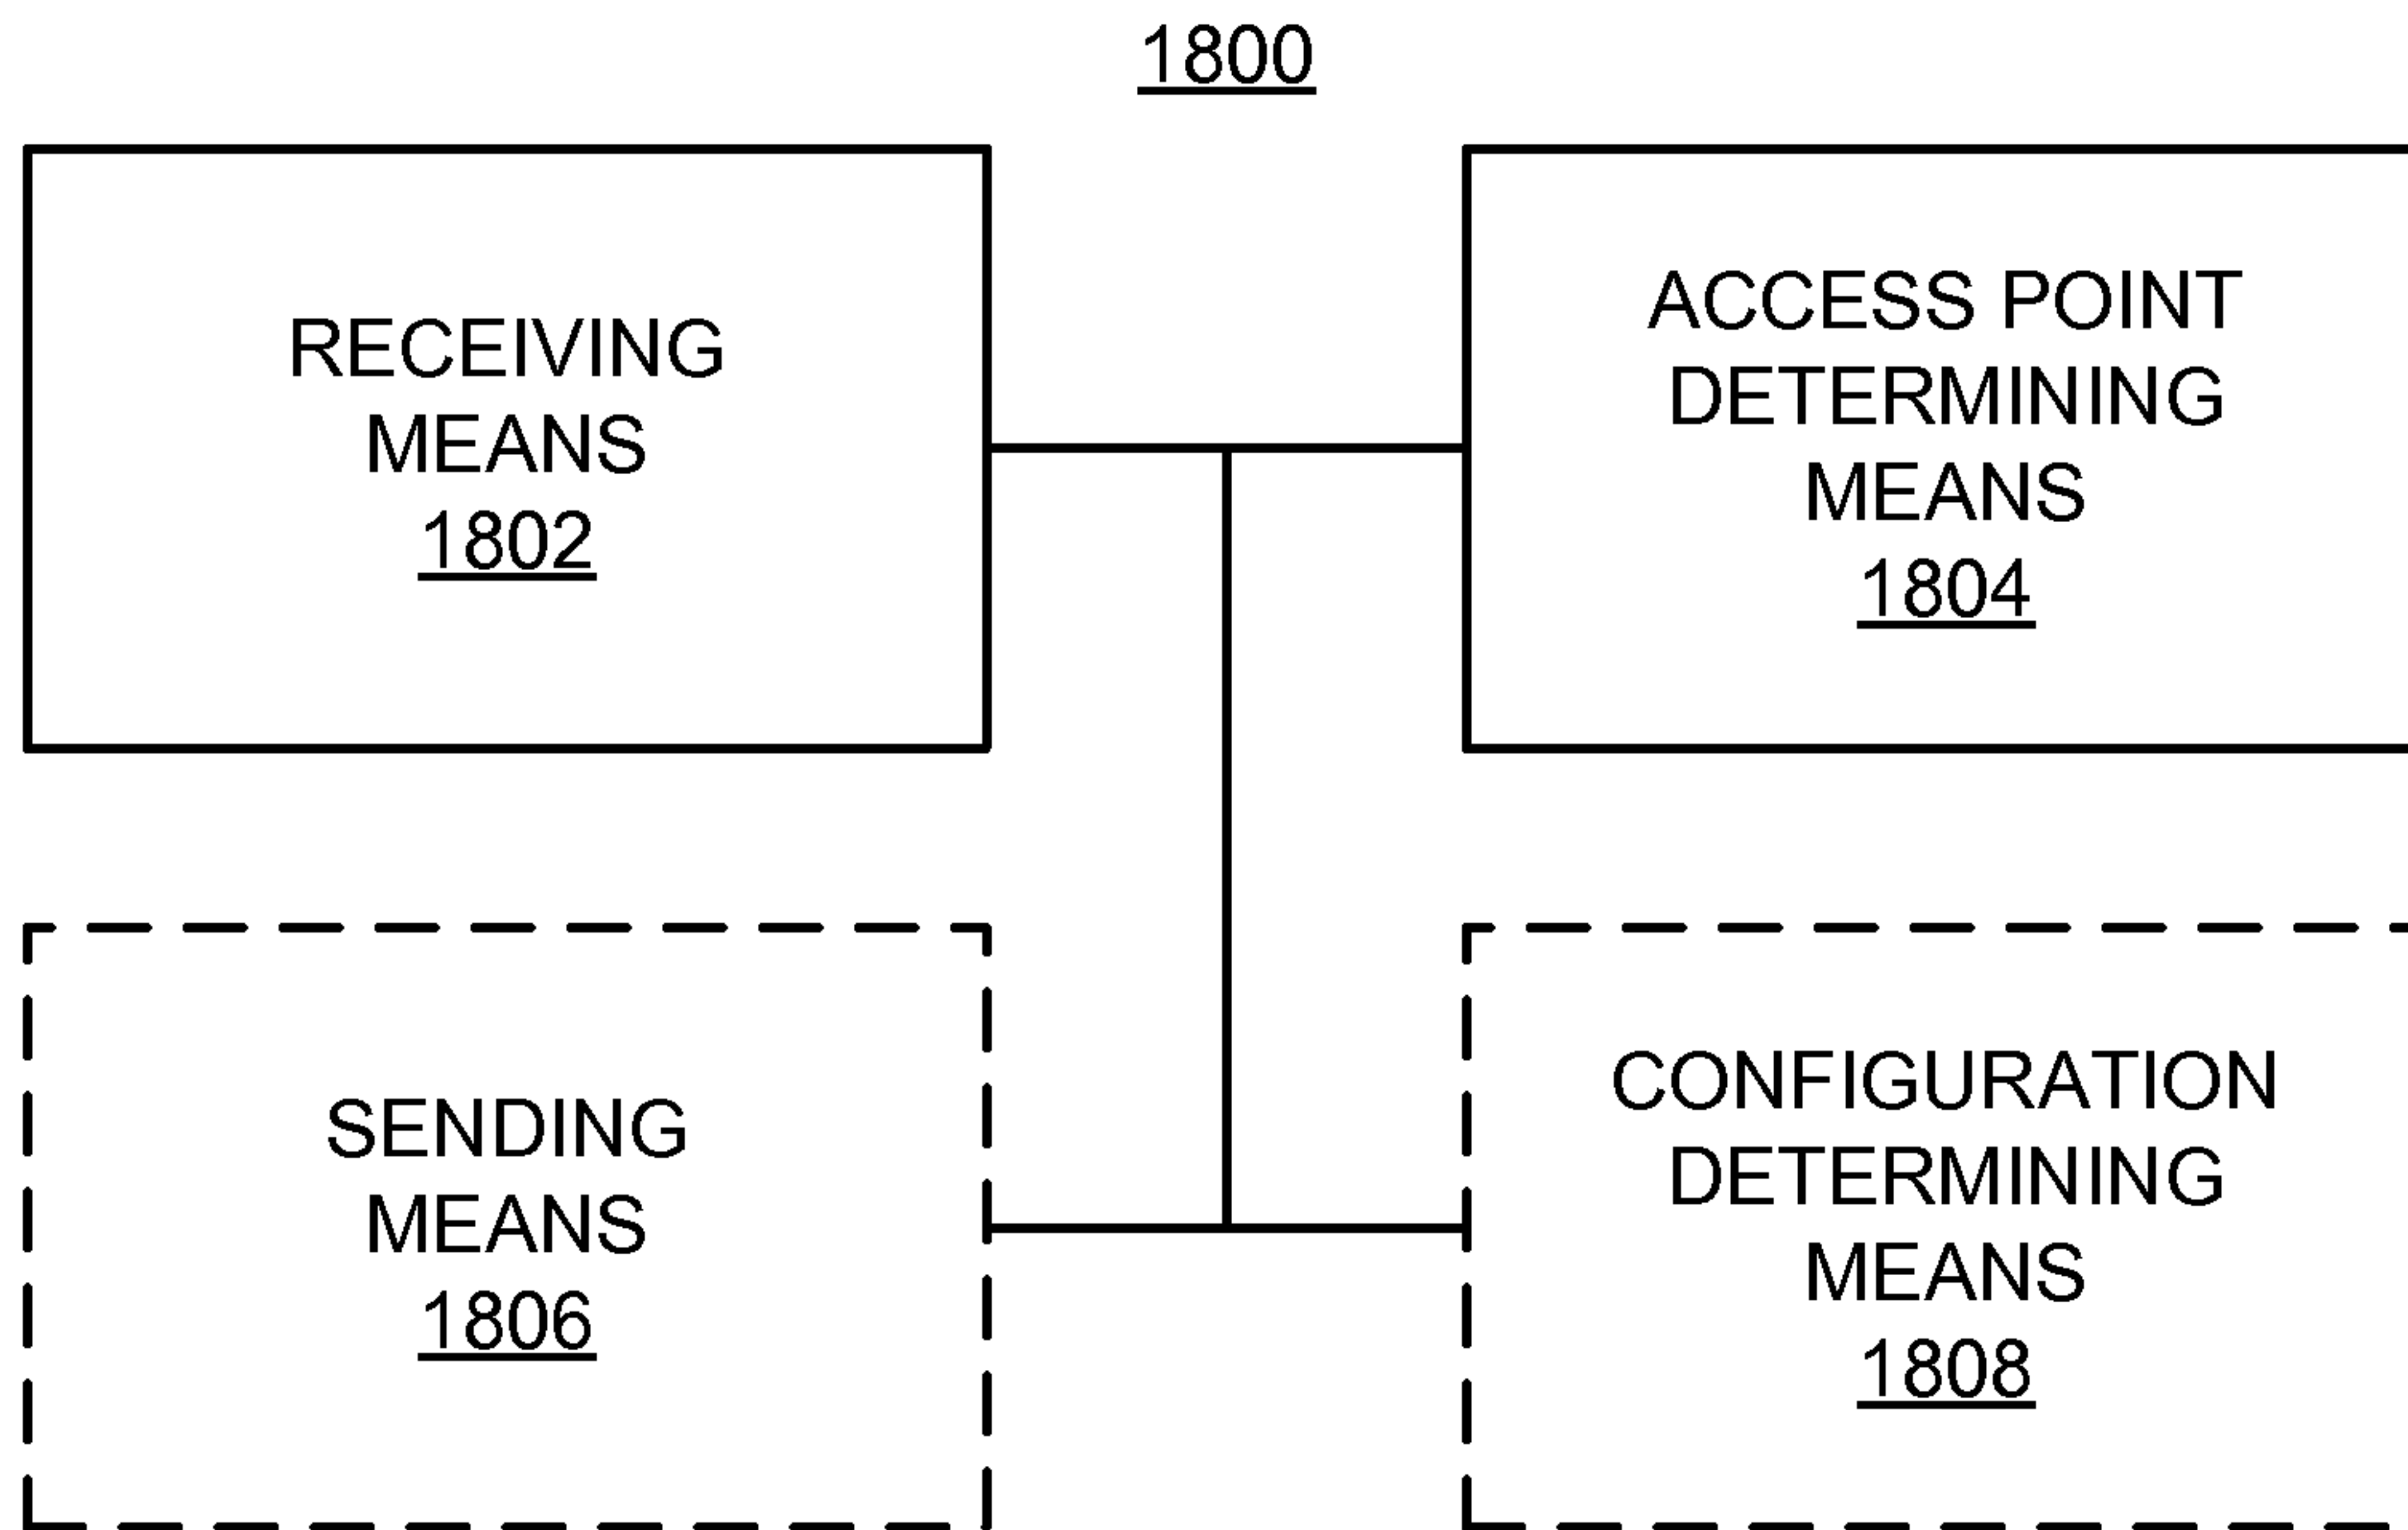 1800
RECEIVING
MEANS
1802
ACCESS POINT
DETERMINING
MEANS
1804
SENDING
MEANS
1806
CONFIGURATION
DETERMINING
MEANS
1808